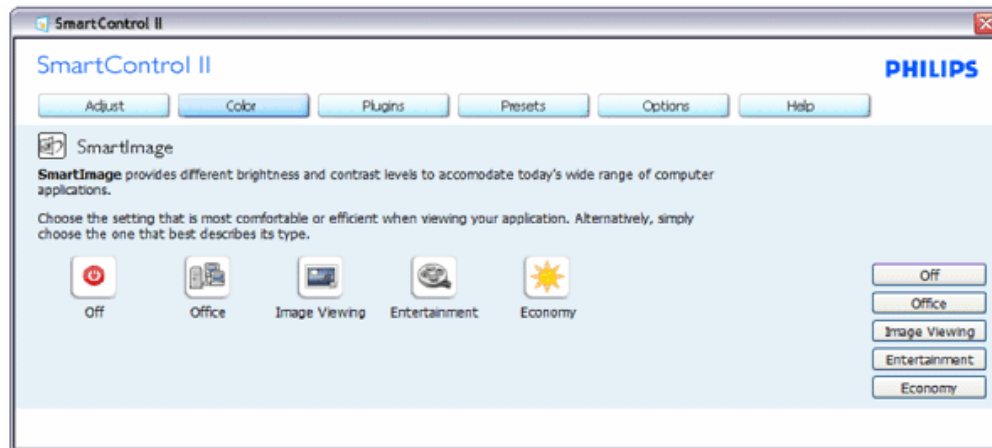 SmartControl II
SmartControl II
PHILIPS
Adjust
Color
Plugins
Presets
Options
Help
SmartImage
SmartImage provides different brightness and contrast levels to accomodate today's wide range of computer
applications.
Choose the setting that is most comfortable or efficient when viewing your application. Alternatively, simply
choose the one that best describes its type.
Off
Office
Image Viewing
Entertainment
Economy
Off
Office
Image Viewing
Entertainment
Economy